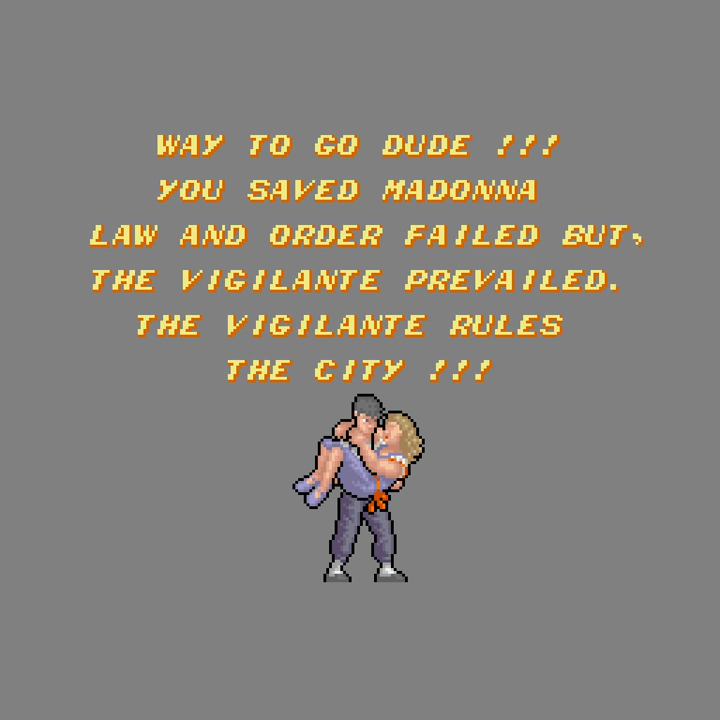 WAY TO GO DUDE !!!
YOU SAVED MADONNA
LAW AND ORDER FAILED BUT,
THE VIGILANTE PREVAILED.
THE VIGILANTE RULES
THE CITY !!!